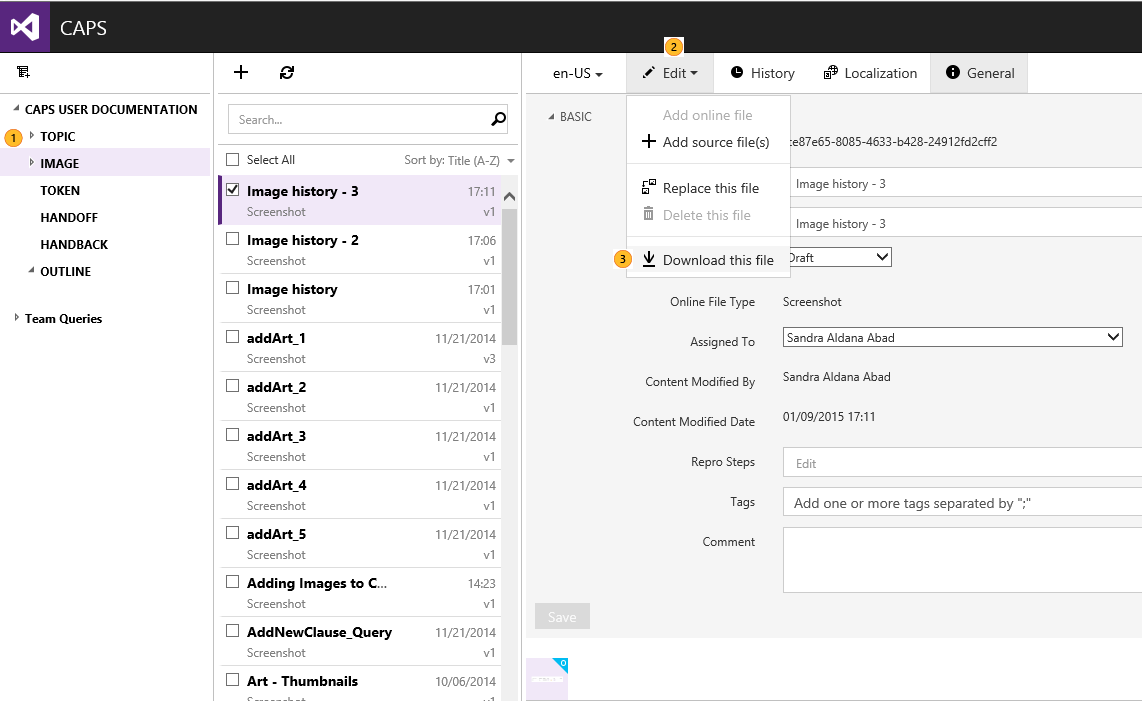 CAPS
CAPS USER DOCUMENTATION
1
TOPIC
IMAGE
TOKEN
HANDOFF
HANDBACK
OUTLINE
Team Queries
Search...
Select All
Sort by: Title (A-Z)
Image history - 3 17:11
Screenshot v1
Image history - 2 17:06
Screenshot v1
Image history 17:01
Screenshot v1
addArt_1 11/21/2014
Screenshot v3
addArt_2 11/21/2014
Screenshot v1
addArt_3 11/21/2014
Screenshot v1
addArt_4 11/21/2014
Screenshot v1
addArt_5 11/21/2014
Screenshot v1
Adding Images to C... 14:23
Screenshot v1
AddNewClause_Query 11/21/2014
Screenshot v1
Art - Thumbnails 10/06/2014
Screenshot v1
2
en-US Edit History Localization General
BASIC
Add online file
Add source file(s)
Replace this file
Delete this file
3 Download this file
ce87e65-8085-4633-b428-24912fd2cff2
Image history - 3
Image history - 3
Draft
Online File Type Screenshot
Assigned To Sandra Aldana Abad
Content Modified By Sandra Aldana Abad
Content Modified Date 01/09/2015 17:11
Repro Steps Edit
Tags Add one or more tags separated by ";"
Comment
Save